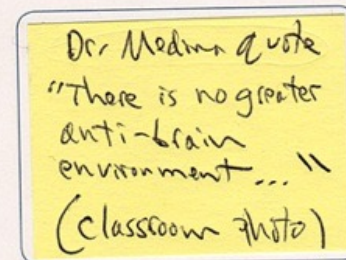 Dr. Medina quote
"There is no greater
anti-brain
environment..."
(classroom photo)